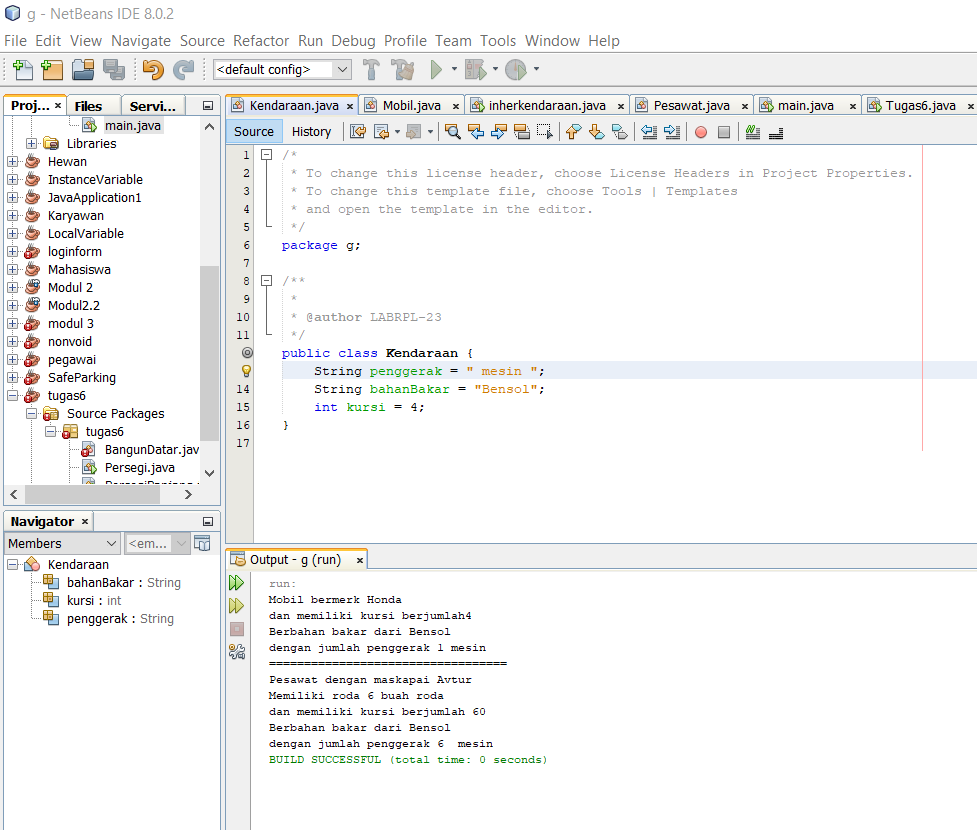 g - NetBeans IDE 8.0.2
File Edit View Navigate Source Refactor Run Debug Profile Team Tools Window Help
<default config>
Proj... × Files Servi...
main.java
Libraries
Hewan
InstanceVariable
JavaApplication1
Karyawan
LocalVariable
loginform
Mahasiswa
Modul 2
Modul2.2
modul 3
nonvoid
pegawai
SafeParking
tugas6
Source Packages
tugas6
BangunDatar.jav
Persegi.java
Navigator ×
Members <em...
Kendaraan
bahanBakar : String
kursi : int
penggerak : String
Kendaraan.java × Mobil.java × inherkendaraan.java × Pesawat.java × main.java × Tugas6.java ×
Source History
1 /*
2 * To change this license header, choose License Headers in Project Properties.
3 * To change this template file, choose Tools | Templates
4 * and open the template in the editor.
5 */
6 package g;
7
8 /**
9 *
10 * @author LABRPL-23
11 */
public class Kendaraan {
String penggerak = " mesin ";
14 String bahanBakar = "Bensol";
15 int kursi = 4;
16 }
17
Output - g (run) ×
run:
Mobil bermerk Honda
dan memiliki kursi berjumlah4
Berbahan bakar dari Bensol
dengan jumlah penggerak 1 mesin
==================================
Pesawat dengan maskapai Avtur
Memiliki roda 6 buah roda
dan memiliki kursi berjumlah 60
Berbahan bakar dari Bensol
dengan jumlah penggerak 6  mesin
BUILD SUCCESSFUL (total time: 0 seconds)